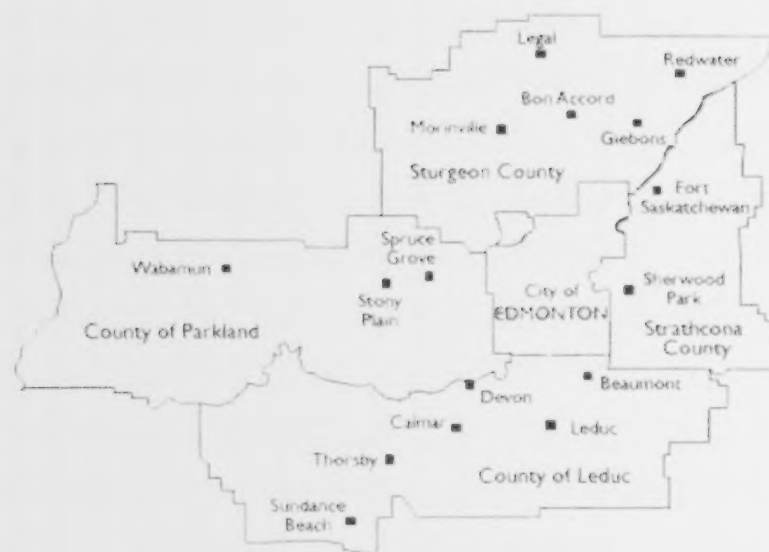 Legal
Redwater
Bon Accord
Morinville
Gibbons
Sturgeon County
Fort
Saskatchewan
Spruce
Grove
Wabamun
Stony
Plain
City of
EDMONTON
Sherwood
Park
County of Parkland
Strathcona
County
Beaumont
Devon
Calmar
Leduc
Thorsby
County of Leduc
Sundance
Beach